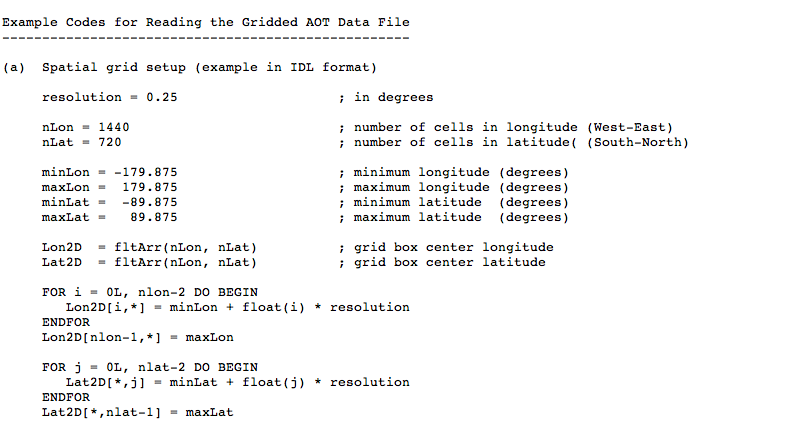 Example Codes for Reading the Gridded AOT Data File
---------------------------------------------------
(a)  Spatial grid setup (example in IDL format)
     resolution = 0.25                    ; in degrees
     nLon = 1440                          ; number of cells in longitude (West-East)
     nLat = 720                           ; number of cells in latitude( (South-North)
     minLon = -179.875                    ; minimum longitude (degrees)
     maxLon =  179.875                    ; maximum longitude (degrees)
     minLat =  -89.875                    ; minimum latitude  (degrees)
     maxLat =   89.875                    ; maximum latitude  (degrees)
     Lon2D  = fltArr(nLon, nLat)          ; grid box center longitude
     Lat2D  = fltArr(nLon, nLat)          ; grid box center latitude
     FOR i = 0L, nlon-2 DO BEGIN
        Lon2D[i,*] = minLon + float(i) * resolution
     ENDFOR
     Lon2D[nlon-1,*] = maxLon
     FOR j = 0L, nlat-2 DO BEGIN
        Lat2D[*,j] = minLat + float(j) * resolution
     ENDFOR
     Lat2D[*,nlat-1] = maxLat